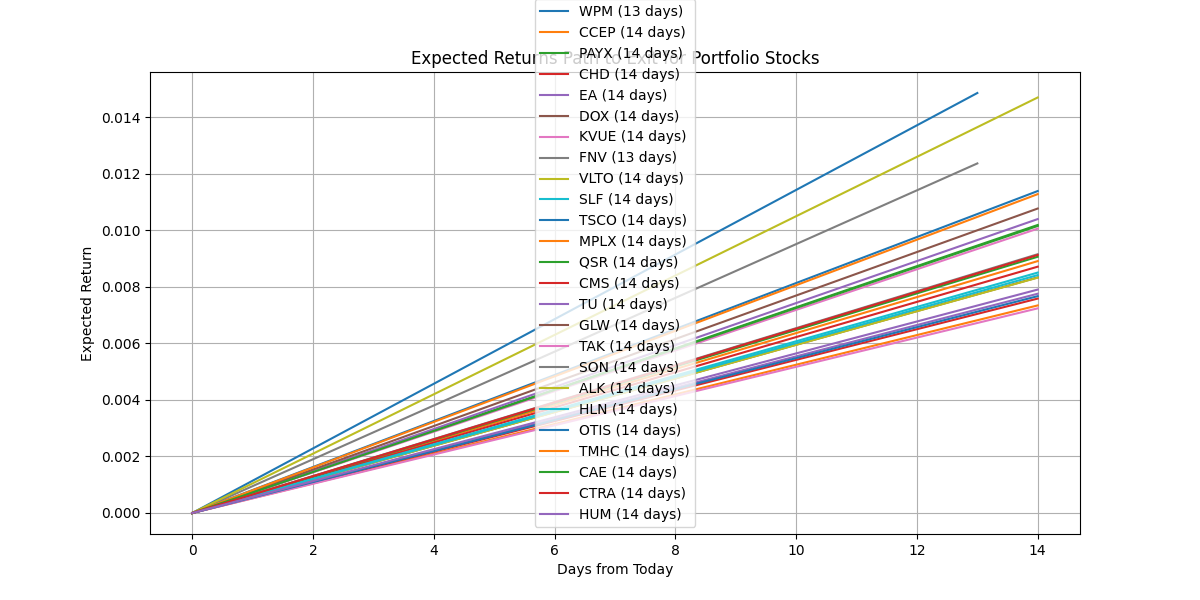 WPM (13 days)
CCEP (14 days)
PAYX (14 days)
Expected Returns Path to Exit for Portfolio Stocks
CHD (14 days)
EA (14 days)
DOX (14 days)
KVUE (14 days)
FNV (13 days)
VLTO (14 days)
SLF (14 days)
TSCO (14 days)
MPLX (14 days)
QSR (14 days)
CMS (14 days)
TU (14 days)
GLW (14 days)
TAK (14 days)
SON (14 days)
ALK (14 days)
HLN (14 days)
OTIS (14 days)
TMHC (14 days)
CAE (14 days)
CTRA (14 days)
HUM (14 days)
Expected Return
0.014
0.012
0.010
0.008
0.006
0.004
0.002
0.000
0 2 4 6 8 10 12 14
Days from Today